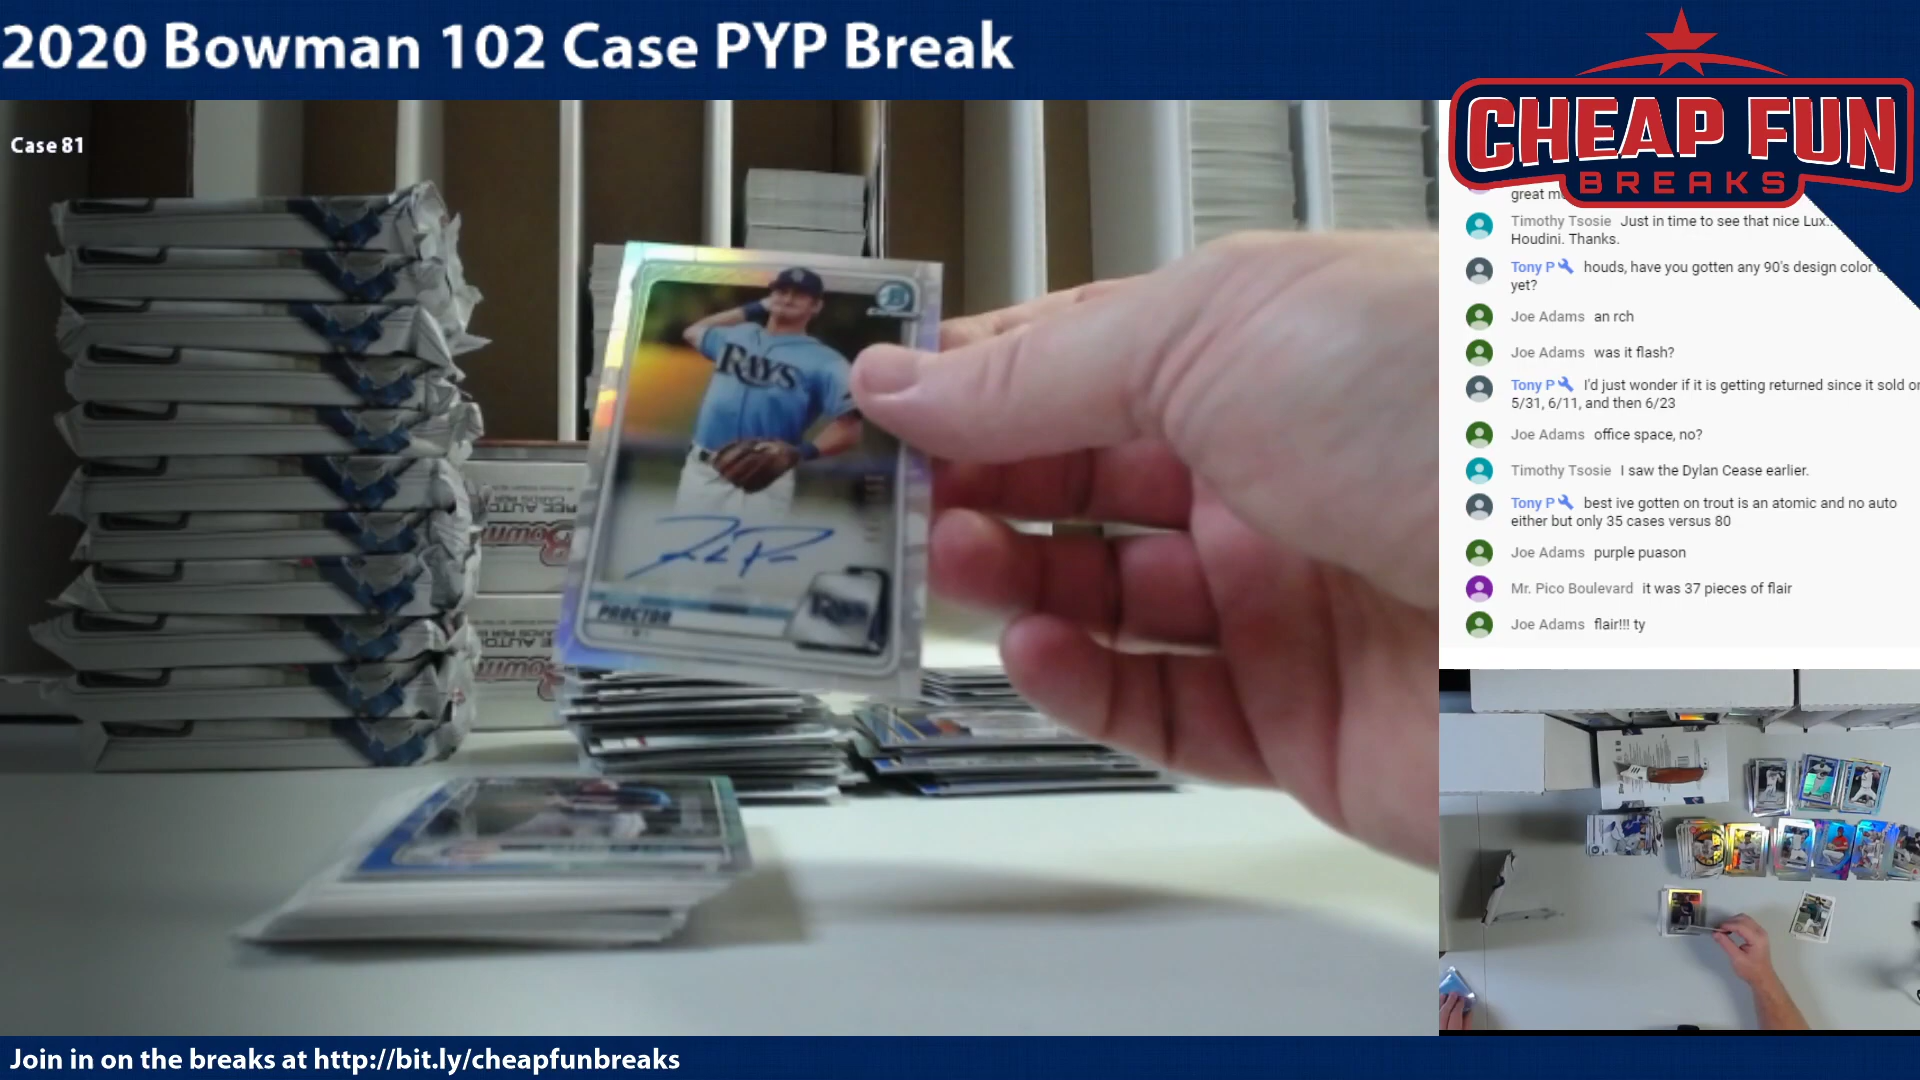 2020 Bowman 102 Case PYP Break
CHEAP FUN
BREAKS
Case 81
great
Timothy Tsosie Just in time to see that nice Lux..
Houdini. Thanks.
Tony P houds, have you gotten any 90's design color
yet?
Joe Adams an rch
Joe Adams was it flash?
Tony P I'd just wonder if it is getting returned since it sold
5/31, 6/11, and then 6/23
Joe Adams office space, no?
Timothy Tsosie I saw the Dylan Cease earlier.
Tony P best ive gotten on trout is an atomic and no auto
either but only 35 cases versus 80
Joe Adams purple puason
Mr. Pico Boulevard it was 37 pieces of flair
Joe Adams flair!!! ty
RAYS
PROCTOR
RAYS
Bowman
Join in on the breaks at http://bit.ly/cheapfunbreaks